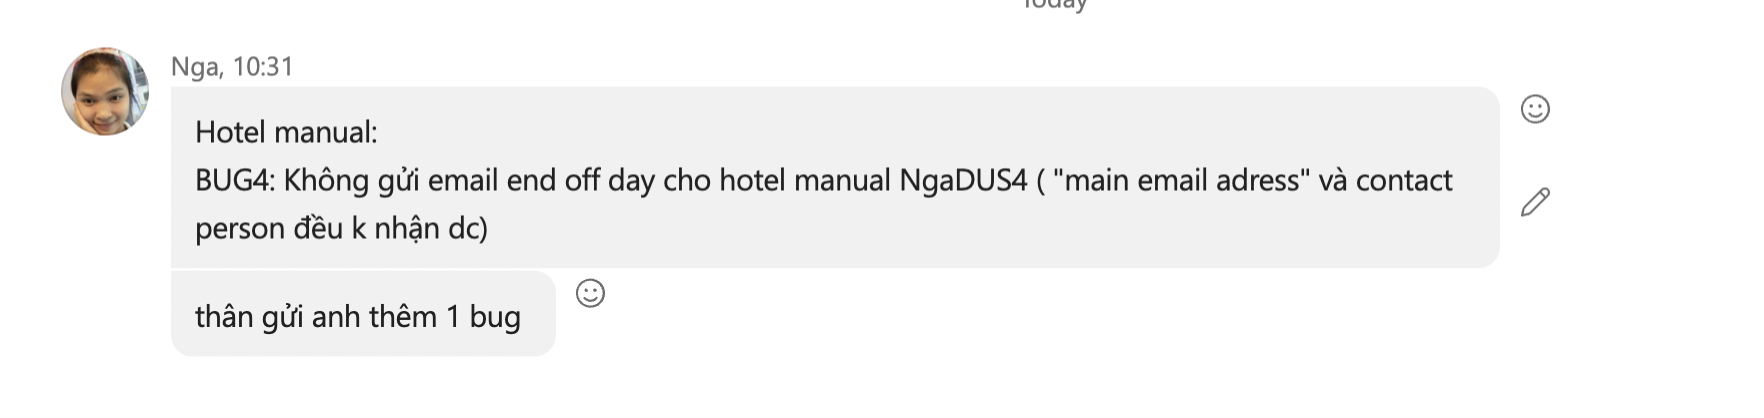 Today
Nga, 10:31
Hotel manual:
BUG4: Không gửi email end off day cho hotel manual NgaDUS4 ( "main email adress" và contact
person đều k nhận dc)
thân gửi anh thêm 1 bug